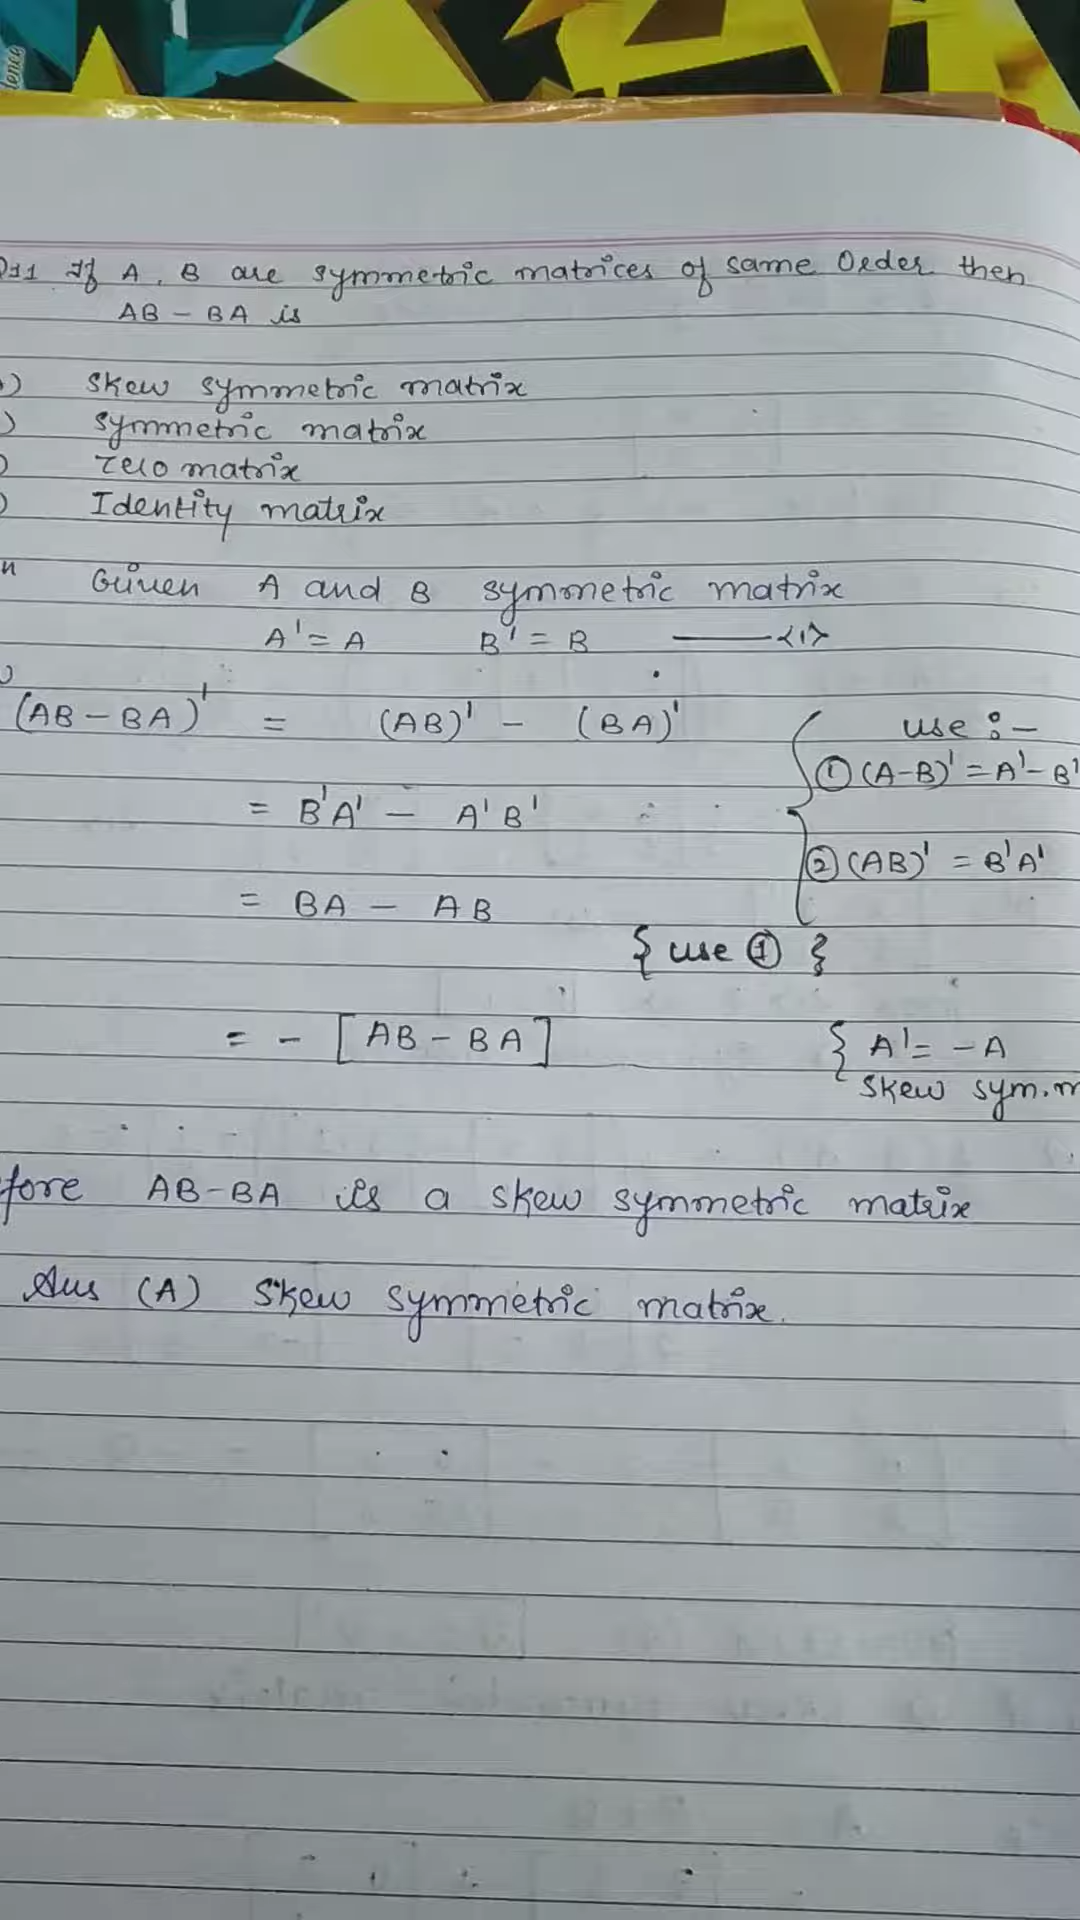 Q11 If A, B are symmetric matrices of same Order then
AB - BA is
Skew symmetric matrix
symmetric matrix
zero matrix
Identity matrix
Given A and B symmetric matrix
A' = A B' = B —— <1>
(AB - BA)' = (AB)' - (BA)'
use :-
① (A-B)' = A' - B'
= B'A' - A'B'
② (AB)' = B'A'
= BA - AB
{ use ① }
= - [AB - BA] { A' = -A
Skew sym. m
fore AB-BA is a skew symmetric matrix
Ans (A) Skew symmetric matrix.